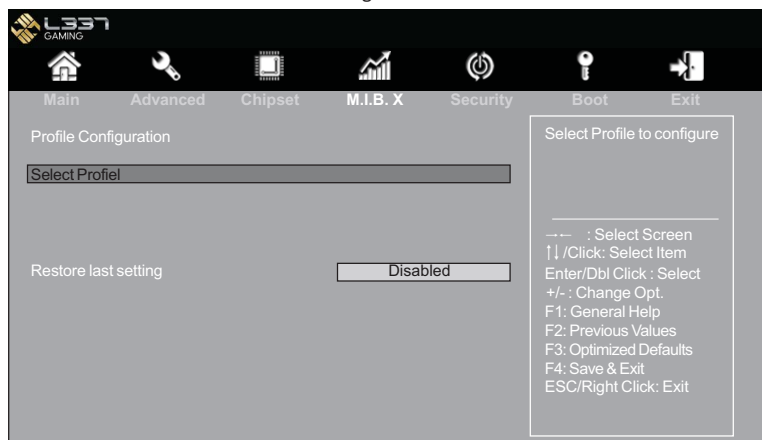 L337
GAMING
Main Advanced Chipset M.I.B. X Security Boot Exit
Profile Configuration
Select Profiel
Restore last setting Disabled
Select Profile to configure
→← : Select Screen
↑↓/Click: Select Item
Enter/Dbl Click : Select
+/- : Change Opt.
F1: General Help
F2: Previous Values
F3: Optimized Defaults
F4: Save & Exit
ESC/Right Click: Exit